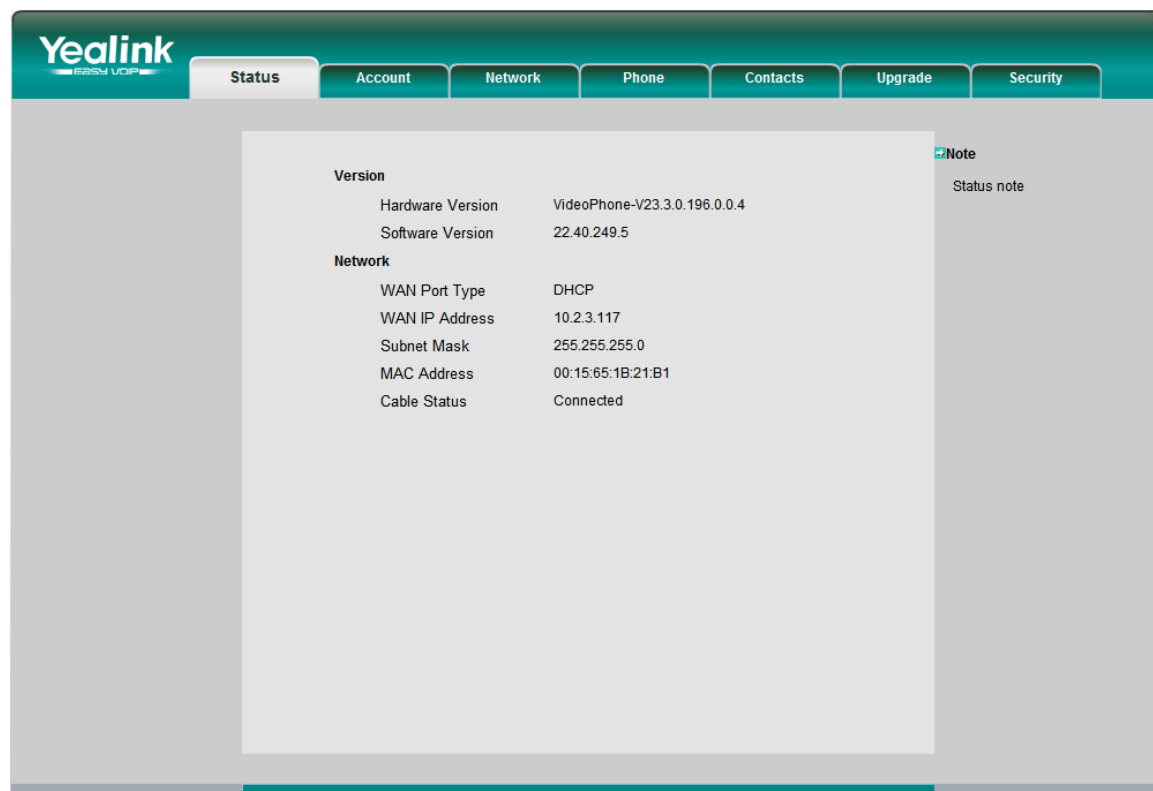 Yealink
EASY VOIP
Status Account Network Phone Contacts Upgrade Security
Note
Status note
Version
Hardware Version VideoPhone-V23.3.0.196.0.0.4
Software Version 22.40.249.5
Network
WAN Port Type DHCP
WAN IP Address 10.2.3.117
Subnet Mask 255.255.255.0
MAC Address 00:15:65:1B:21:B1
Cable Status Connected